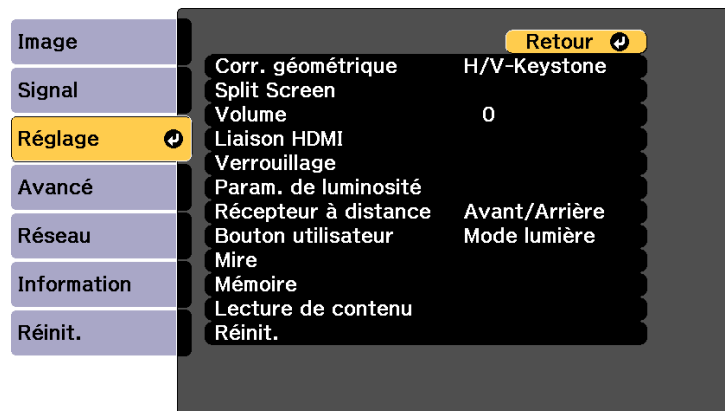 Image
Signal
Réglage
Avancé
Réseau
Information
Réinit.
Retour
Corr. géométrique H/V-Keystone
Split Screen
Volume 0
Liaison HDMI
Verrouillage
Param. de luminosité
Récepteur à distance Avant/Arrière
Bouton utilisateur Mode lumière
Mire
Mémoire
Lecture de contenu
Réinit.